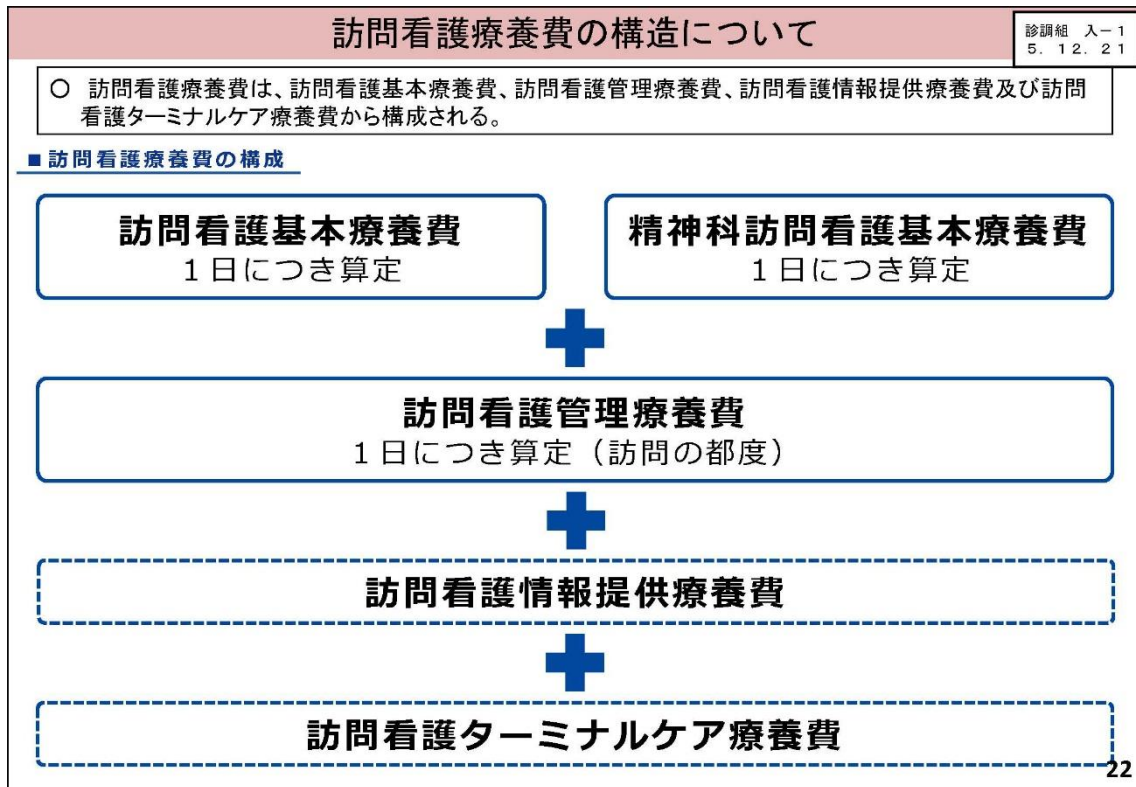 訪問看護療養費の構造について
診調組 入－1
5. 12. 21
○ 訪問看護療養費は、訪問看護基本療養費、訪問看護管理療養費、訪問看護情報提供療養費及び訪問
看護ターミナルケア療養費から構成される。
■訪問看護療養費の構成
訪問看護基本療養費
１日につき算定
精神科訪問看護基本療養費
１日につき算定
訪問看護管理療養費
１日につき算定（訪問の都度）
訪問看護情報提供療養費
訪問看護ターミナルケア療養費
22